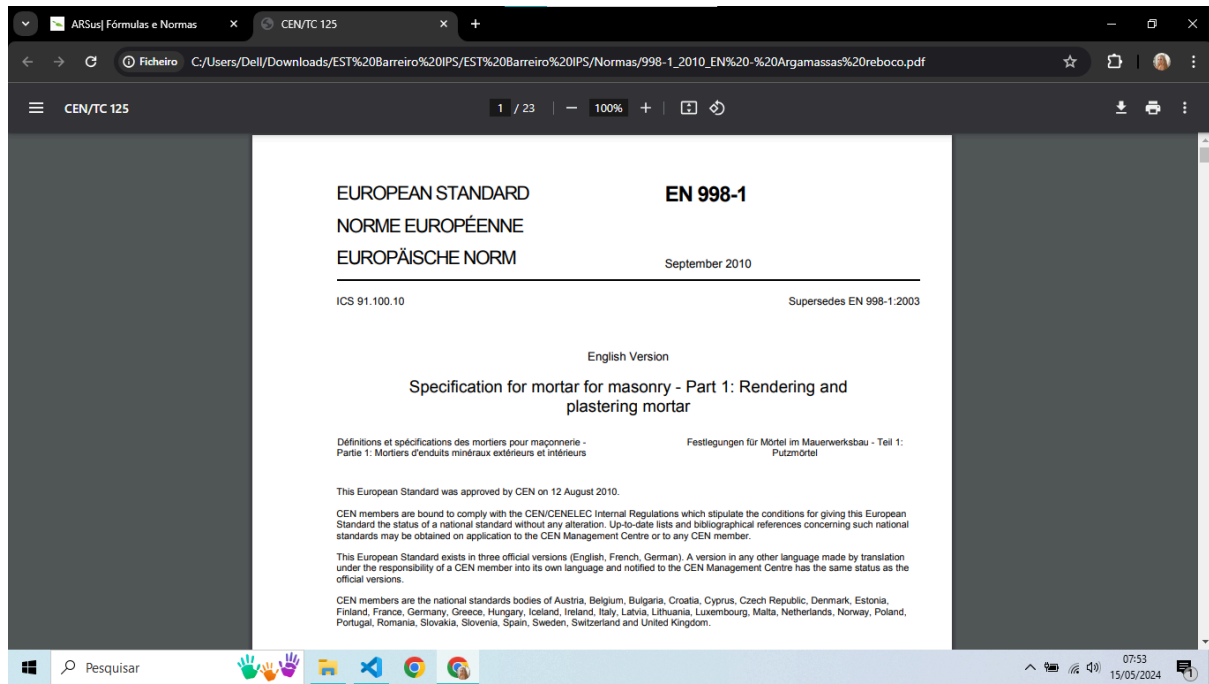 ARSus| Fórmulas e Normas
CEN/TC 125
Ficheiro C:/Users/Dell/Downloads/EST%20Barreiro%20IPS/EST%20Barreiro%20IPS/Normas/998-1_2010_EN%20-%20Argamassas%20reboco.pdf
CEN/TC 125 1 / 23 100%
EUROPEAN STANDARD EN 998-1
NORME EUROPÉENNE
EUROPÄISCHE NORM September 2010
ICS 91.100.10 Supersedes EN 998-1:2003
English Version
Specification for mortar for masonry - Part 1: Rendering and
plastering mortar
Définitions et spécifications des mortiers pour maçonnerie -
Partie 1: Mortiers d'enduits minéraux extérieurs et intérieurs
Festlegungen für Mörtel im Mauerwerksbau - Teil 1:
Putzmörtel
This European Standard was approved by CEN on 12 August 2010.
CEN members are bound to comply with the CEN/CENELEC Internal Regulations which stipulate the conditions for giving this European
Standard the status of a national standard without any alteration. Up-to-date lists and bibliographical references concerning such national
standards may be obtained on application to the CEN Management Centre or to any CEN member.
This European Standard exists in three official versions (English, French, German). A version in any other language made by translation
under the responsibility of a CEN member into its own language and notified to the CEN Management Centre has the same status as the
official versions.
CEN members are the national standards bodies of Austria, Belgium, Bulgaria, Croatia, Cyprus, Czech Republic, Denmark, Estonia,
Finland, France, Germany, Greece, Hungary, Iceland, Ireland, Italy, Latvia, Lithuania, Luxembourg, Malta, Netherlands, Norway, Poland,
Portugal, Romania, Slovakia, Slovenia, Spain, Sweden, Switzerland and United Kingdom.
Pesquisar
07:53
15/05/2024
1